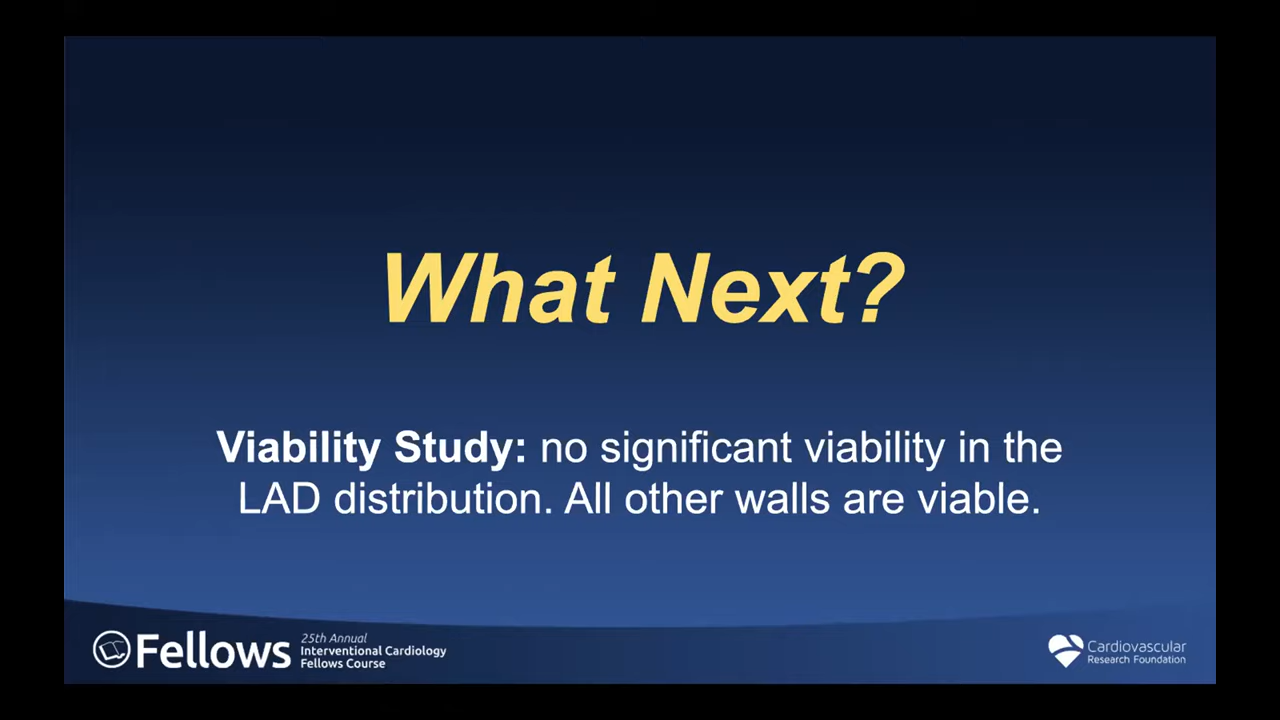 What Next?
Viability Study: no significant viability in the
LAD distribution. All other walls are viable.
Fellows
25th Annual
Interventional Cardiology
Fellows Course
Cardiovascular
Research Foundation